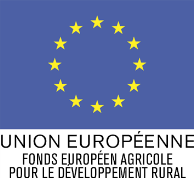 UNION EUROPÉENNE
FONDS EUROPÉEN AGRICOLE
POUR LE DÉVELOPPEMENT RURAL